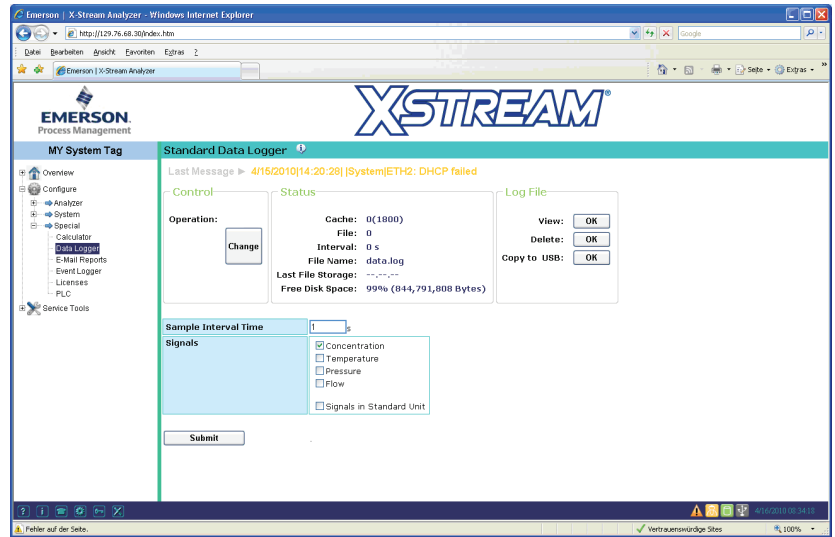 Emerson | X-Stream Analyzer - Windows Internet Explorer
http://129.76.68.30/index.htm
Google
Datei Bearbeiten Ansicht Favoriten Extras ?
Emerson | X-Stream Analyzer
Seite Extras
EMERSON.
Process Management
XSTREAM®
MY System Tag
Standard Data Logger
Last Message ► 4/15/2010|14:20:28| |System|ETH2: DHCP failed
Overview
Configure
Analyzer
System
Special
Calculator
Data Logger
E-Mail Reports
Event Logger
Licenses
PLC
Service Tools
Control
Operation:
Change
Status
Cache: 0(1800)
File: 0
Interval: 0 s
File Name: data.log
Last File Storage: --,--.--
Free Disk Space: 99% (844,791,808 Bytes)
Log File
View: OK
Delete: OK
Copy to USB: OK
Sample Interval Time 1 s
Signals
Concentration
Temperature
Pressure
Flow
Signals in Standard Unit
Submit
Fehler auf der Seite.
Vertrauenswürdige Sites
100%